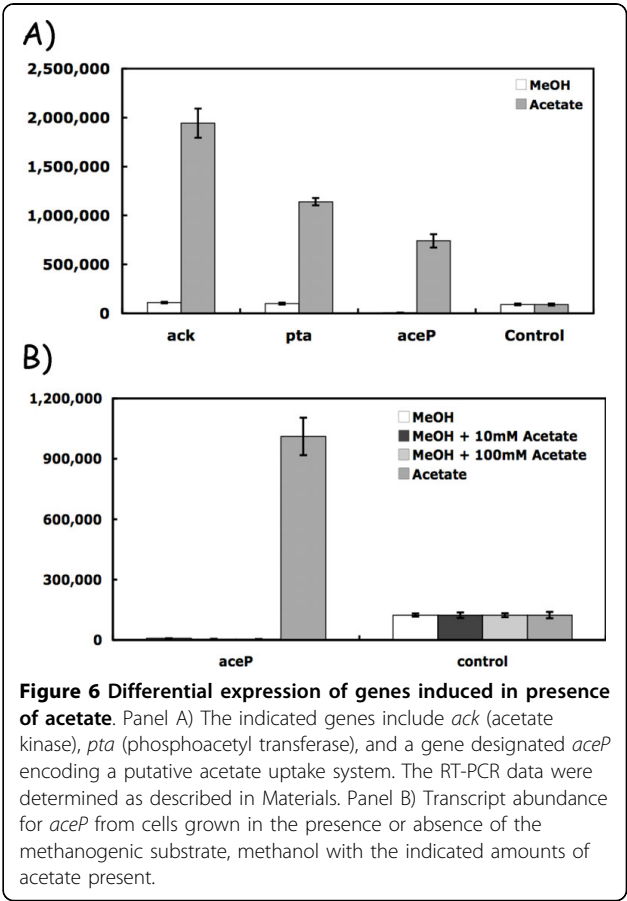 A)
2,500,000
2,000,000
1,500,000
1,000,000
500,000
0
MeOH
Acetate
ack pta aceP Control
B)
1,200,000
900,000
600,000
300,000
0
MeOH
MeOH + 10mM Acetate
MeOH + 100mM Acetate
Acetate
aceP control
Figure 6 Differential expression of genes induced in presence
of acetate. Panel A) The indicated genes include ack (acetate
kinase), pta (phosphoacetyl transferase), and a gene designated aceP
encoding a putative acetate uptake system. The RT-PCR data were
determined as described in Materials. Panel B) Transcript abundance
for aceP from cells grown in the presence or absence of the
methanogenic substrate, methanol with the indicated amounts of
acetate present.